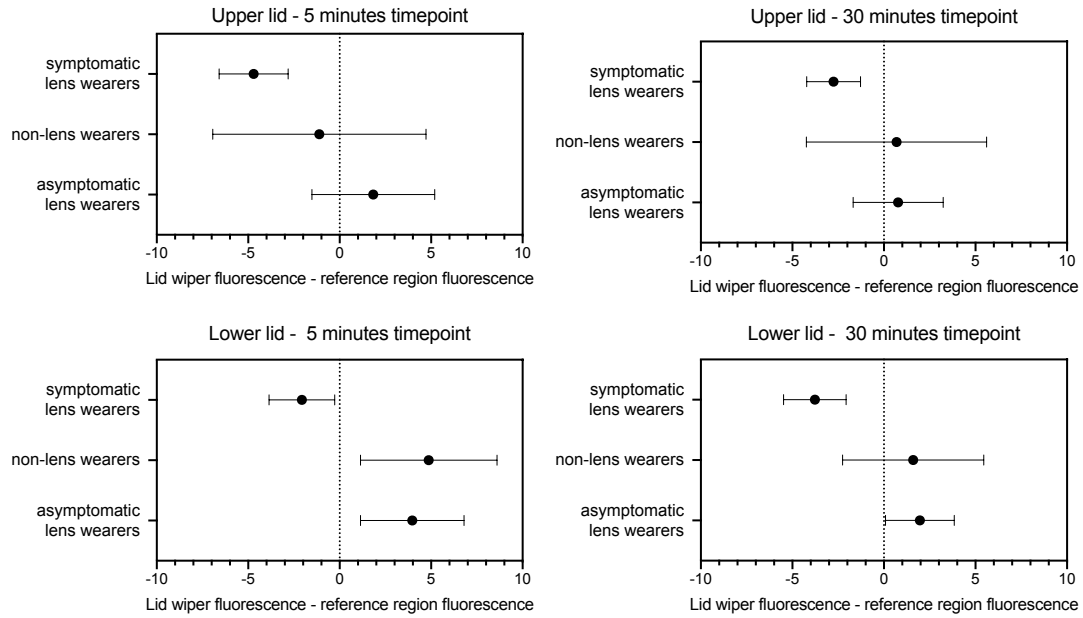 Upper lid - 5 minutes timepoint
symptomatic
lens wearers
non-lens wearers
asymptomatic
lens wearers
-10 -5 0 5 10
Lid wiper fluorescence - reference region fluorescence
Upper lid - 30 minutes timepoint
symptomatic
lens wearers
non-lens wearers
asymptomatic
lens wearers
-10 -5 0 5 10
Lid wiper fluorescence - reference region fluorescence
Lower lid - 5 minutes timepoint
symptomatic
lens wearers
non-lens wearers
asymptomatic
lens wearers
-10 -5 0 5 10
Lid wiper fluorescence - reference region fluorescence
Lower lid - 30 minutes timepoint
symptomatic
lens wearers
non-lens wearers
asymptomatic
lens wearers
-10 -5 0 5 10
Lid wiper fluorescence - reference region fluorescence